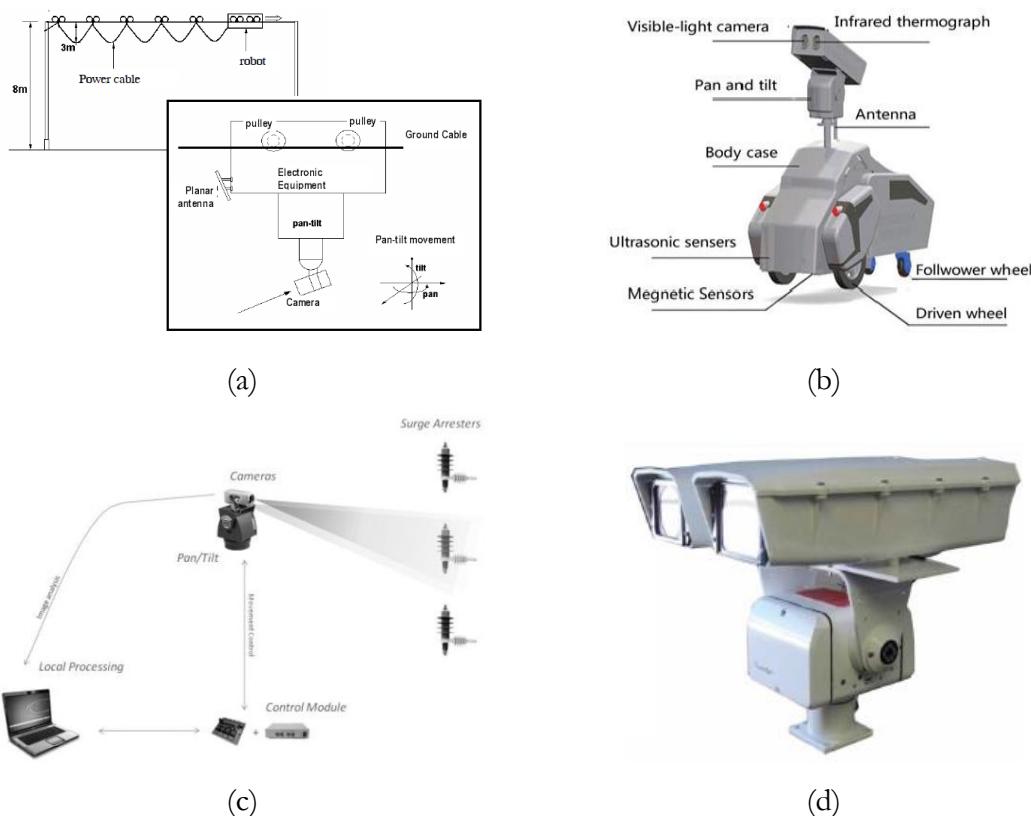 3m
Power cable
robot
8m
pulley
pulley
Ground Cable
Electronic
Equipment
Planar
antenna
pan-tilt
Pan-tilt movement
tilt
pan
Camera
(a)
Visible-light camera
Infrared thermograph
Pan and tilt
Antenna
Body case
Ultrasonic sensers
Megnetic Sensors
Follwower wheel
Driven wheel
(b)
Surge Arresters
Cameras
Pan/Tilt
Image analysis
Movement Control
Local Processing
Control Module
+
(c)
(d)